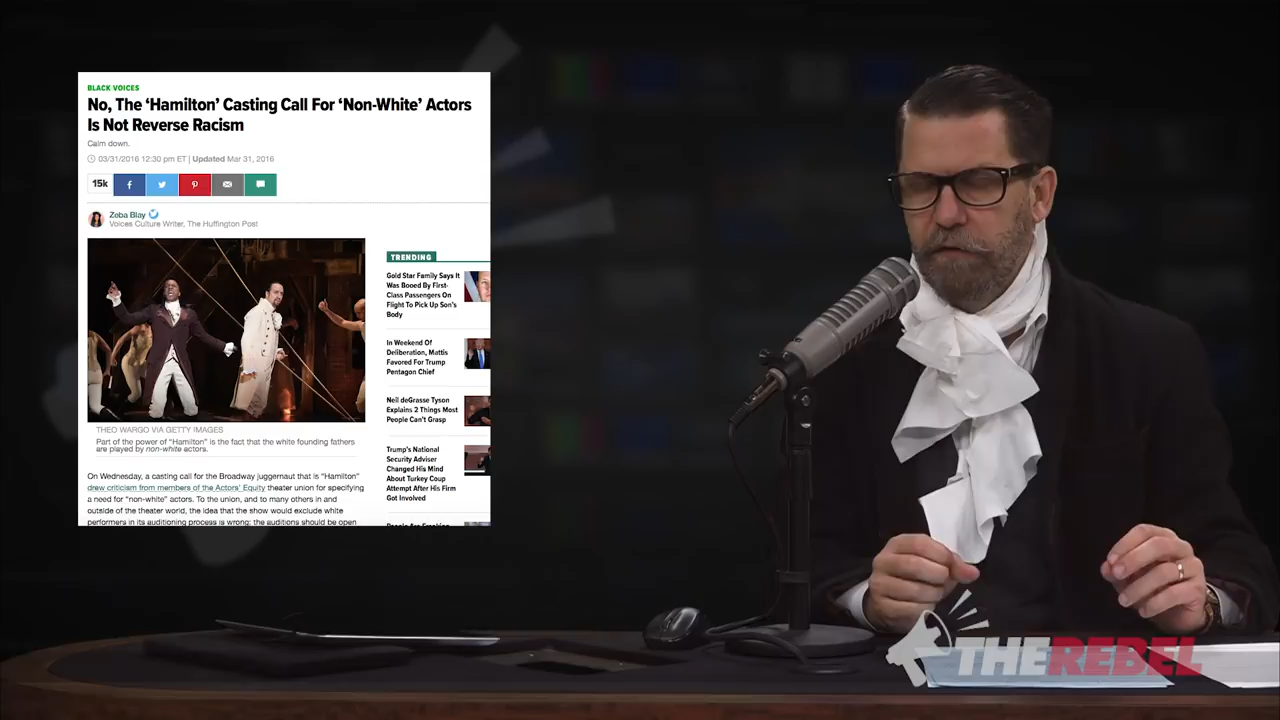 BLACK VOICES
No, The ‘Hamilton’ Casting Call For ‘Non-White’ Actors
Is Not Reverse Racism
Calm down.
03/31/2016 12:30 pm ET | Updated Mar 31, 2016
15k
Zeba Blay
Voices Culture Writer, The Huffington Post
THEO WARGO VIA GETTY IMAGES
Part of the power of “Hamilton” is the fact that the white founding fathers
are played by non-white actors.
On Wednesday, a casting call for the Broadway juggernaut that is “Hamilton”
drew criticism from members of the Actors’ Equity theater union for specifying
a need for “non-white” actors. To the union, and to many others in and
outside of the theater world, the idea that the show would exclude white
performers in its auditioning process is wrong: the auditions should be open
TRENDING
Gold Star Family Says It
Was Booed By First-
Class Passengers On
Flight To Pick Up Son’s
Body
In Weekend Of
Deliberation, Mattis
Favored For Trump
Pentagon Chief
Neil deGrasse Tyson
Explains 2 Things Most
People Can’t Grasp
Trump’s National
Security Adviser
Changed His Mind
About Turkey Coup
Attempt After His Firm
Got Involved
THEREBEL